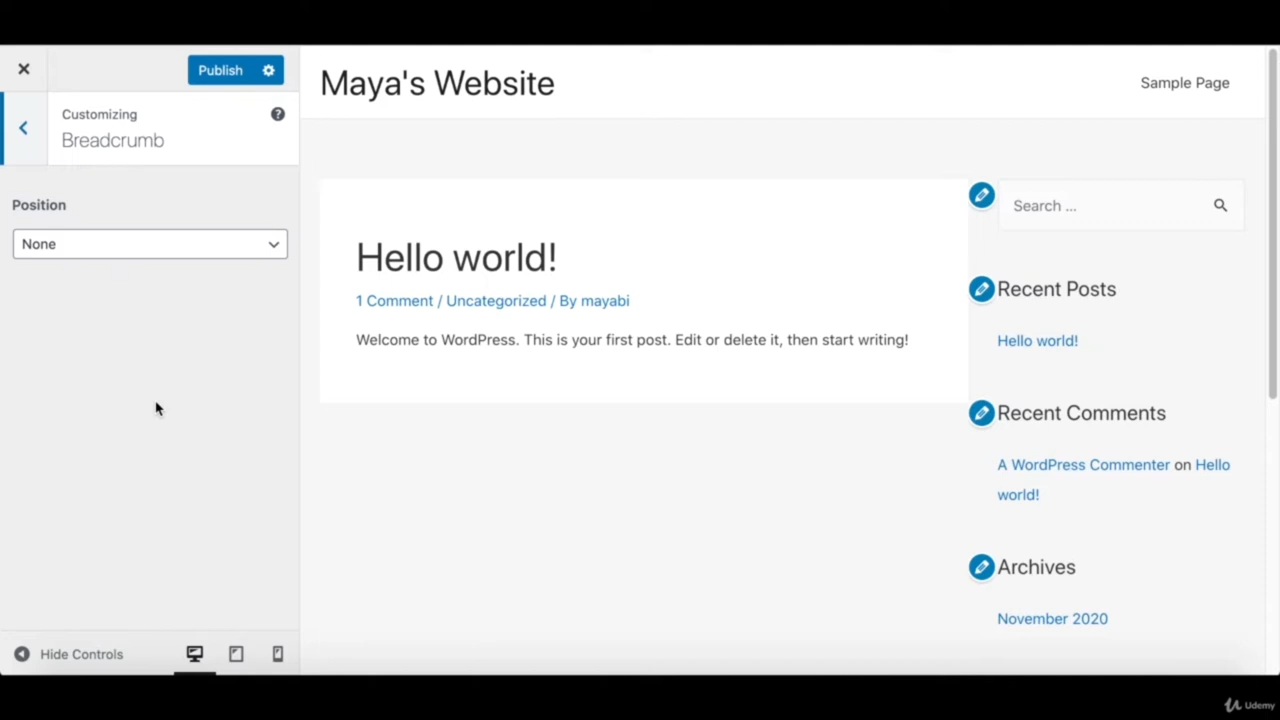 Publish
Customizing
Breadcrumb
Position
None
Hide Controls
Maya's Website
Sample Page
Hello world!
1 Comment / Uncategorized / By mayabi
Welcome to WordPress. This is your first post. Edit or delete it, then start writing!
Search ...
Recent Posts
Hello world!
Recent Comments
A WordPress Commenter on Hello
world!
Archives
November 2020
Udemy